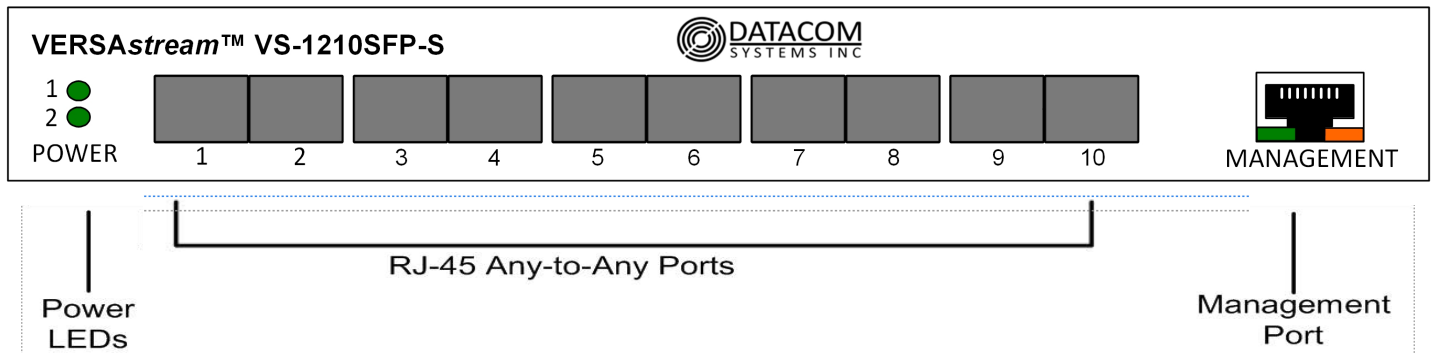 VERSAstream™ VS-1210SFP-S
DATACOM
SYSTEMS INC
1
2
POWER
1 2 3 4 5 6 7 8 9 10
MANAGEMENT
RJ-45 Any-to-Any Ports
Power
LEDs
Management
Port